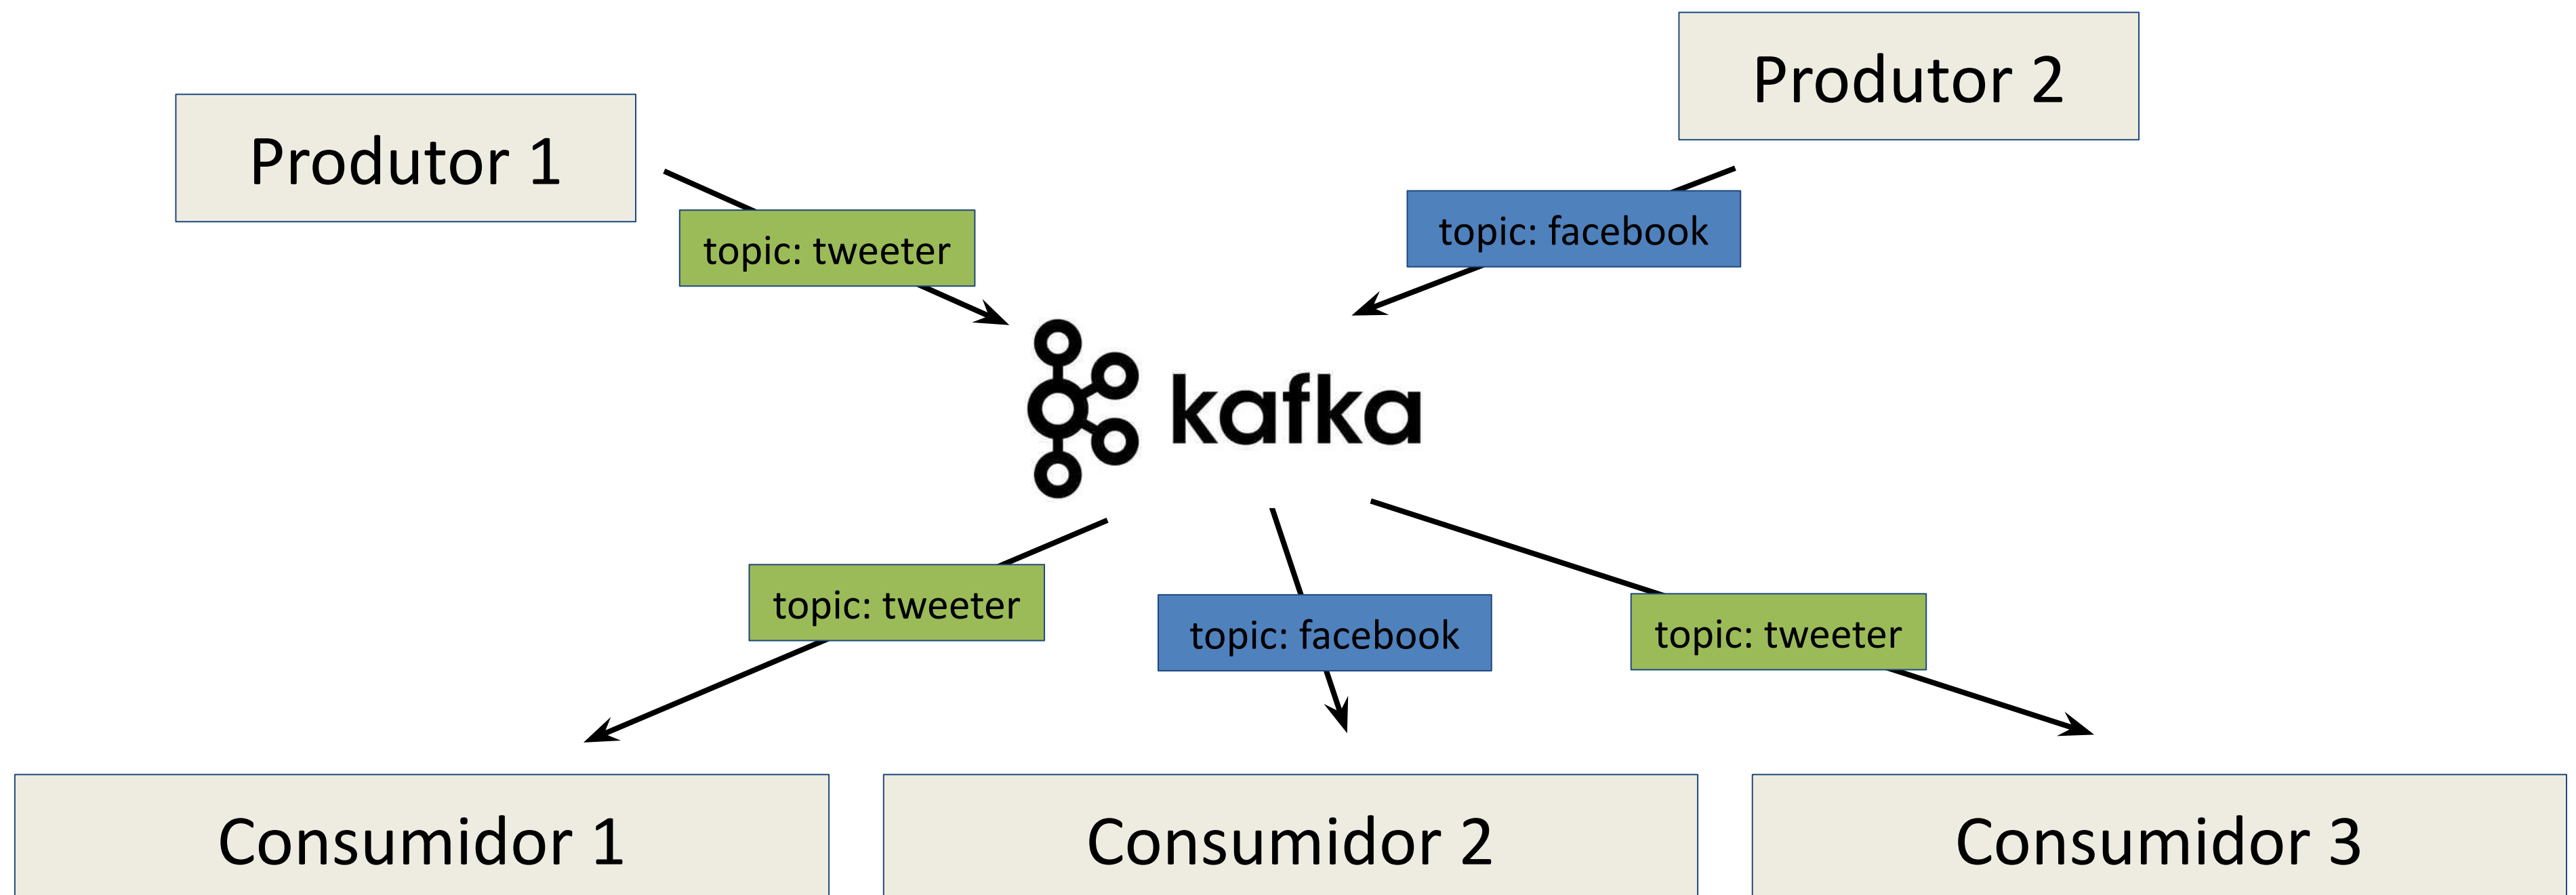 Produtor 2
Produtor 1
topic: facebook
topic: tweeter
kafka
topic: tweeter
topic: facebook
topic: tweeter
Consumidor 1
Consumidor 2
Consumidor 3